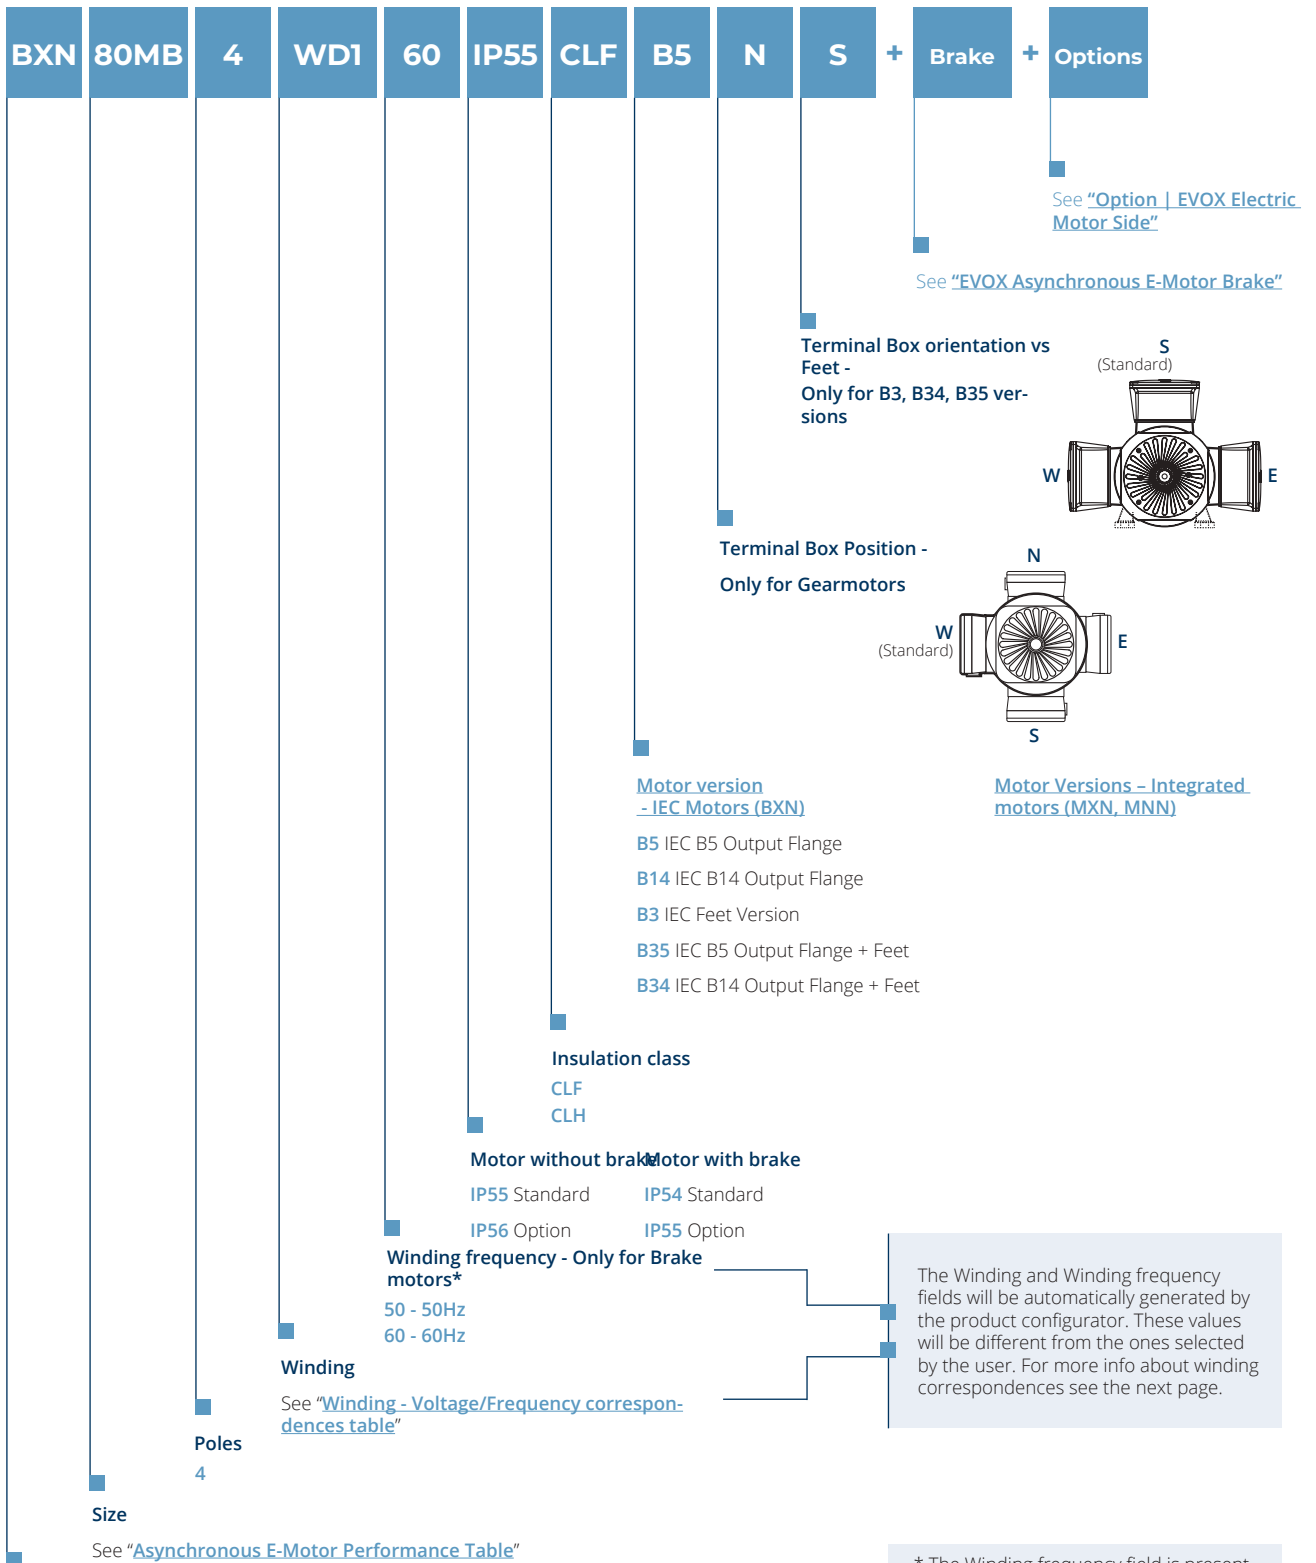 BXN 80MB 4 WD1 60 IP55 CLF B5 N S + Brake + Options
See “Option | EVOX Electric
Motor Side”
See “EVOX Asynchronous E-Motor Brake”
Terminal Box orientation vs
Feet -
Only for B3, B34, B35 ver-
sions
S
(Standard)
W
E
Terminal Box Position -
Only for Gearmotors
N
W
(Standard)
E
S
Motor version
- IEC Motors (BXN)
B5 IEC B5 Output Flange
B14 IEC B14 Output Flange
B3 IEC Feet Version
B35 IEC B5 Output Flange + Feet
B34 IEC B14 Output Flange + Feet
Motor Versions – Integrated
motors (MXN, MNN)
Insulation class
CLF
CLH
Motor without brake
IP55 Standard
IP56 Option
Motor with brake
IP54 Standard
IP55 Option
Winding frequency - Only for Brake
motors*
50 - 50Hz
60 - 60Hz
The Winding and Winding frequency
fields will be automatically generated by
the product configurator. These values
will be different from the ones selected
by the user. For more info about winding
correspondences see the next page.
Winding
See “Winding - Voltage/Frequency correspon-
dences table”
Poles
4
Size
See “Asynchronous E-Motor Performance Table”
* The Winding frequency field is present